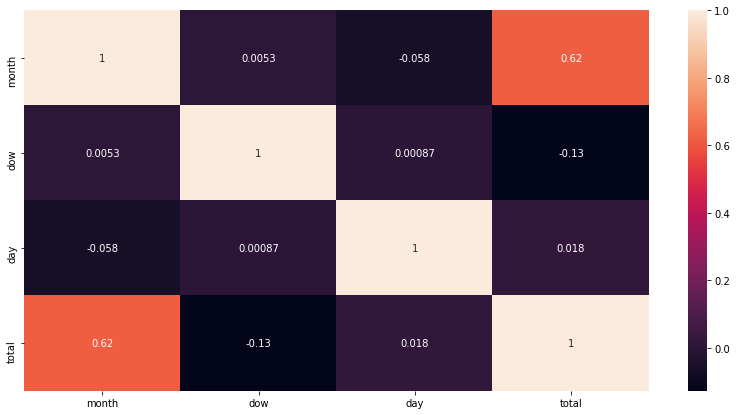 month 1 0.0053 -0.058 0.62
dow 0.0053 1 0.00087 -0.13
day -0.058 0.00087 1 0.018
total 0.62 -0.13 0.018 1
month dow day total
1.0
0.8
0.6
0.4
0.2
0.0